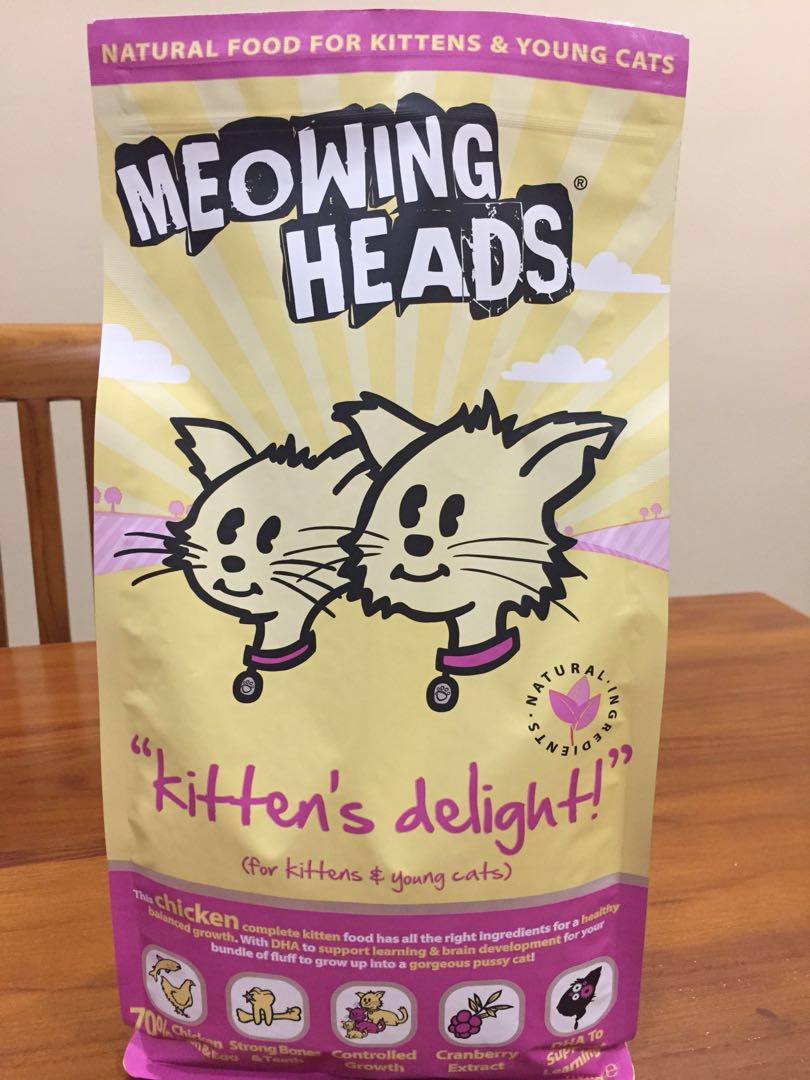 NATURAL FOOD FOR KITTENS & YOUNG CATS
MEOWING
HEADS®
NATURAL·INGREDIENTS·
“kitten's delight!”
(for kittens & young cats)
This chicken complete kitten food has all the right ingredients for a healthy
balanced growth. With DHA to support learning & brain development for your
bundle of fluff to grow up into a gorgeous pussy cat!
70% Chicken
& Egg
Strong Bones
& Teeth
Controlled
Growth
Cranberry
Extract
DHA To
Learning